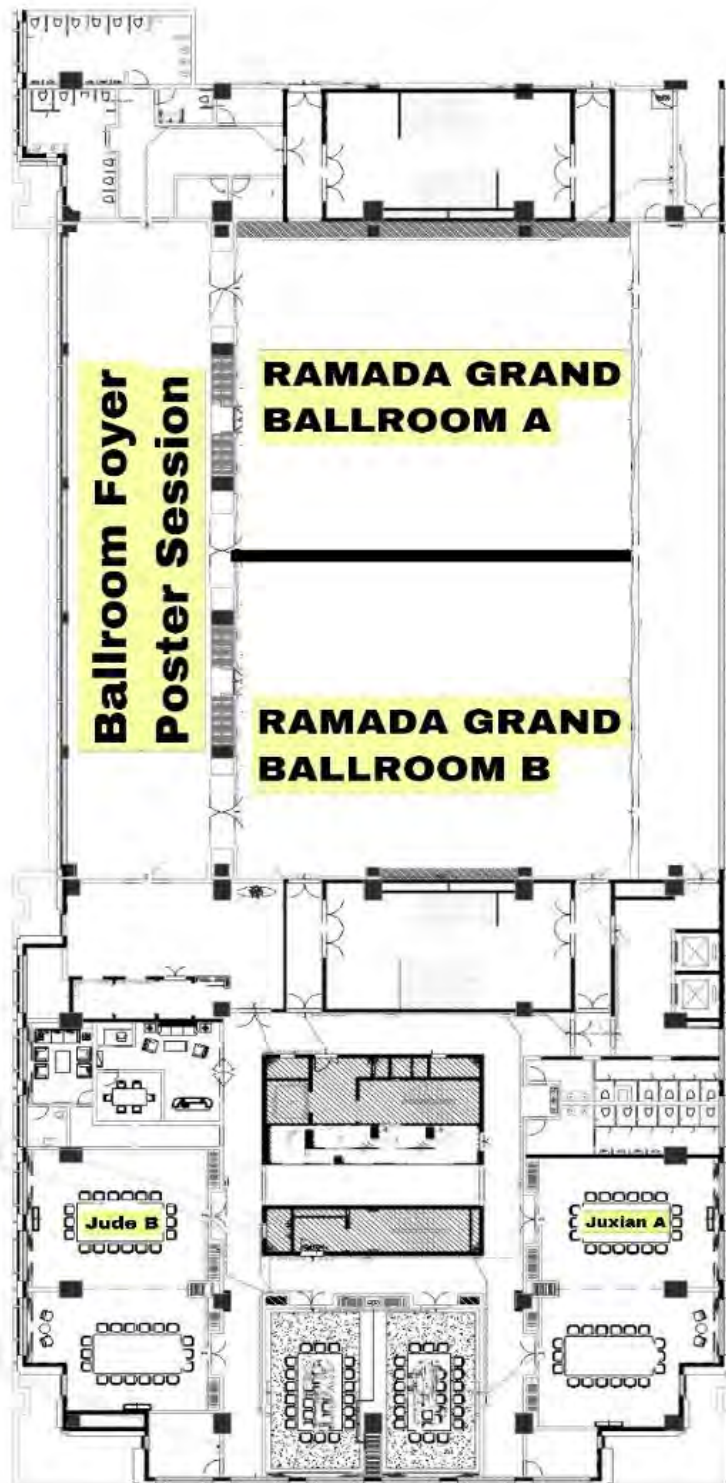 Ballroom Foyer
Poster Session
RAMADA GRAND
BALLROOM A
RAMADA GRAND
BALLROOM B
Jude B
Juxian A